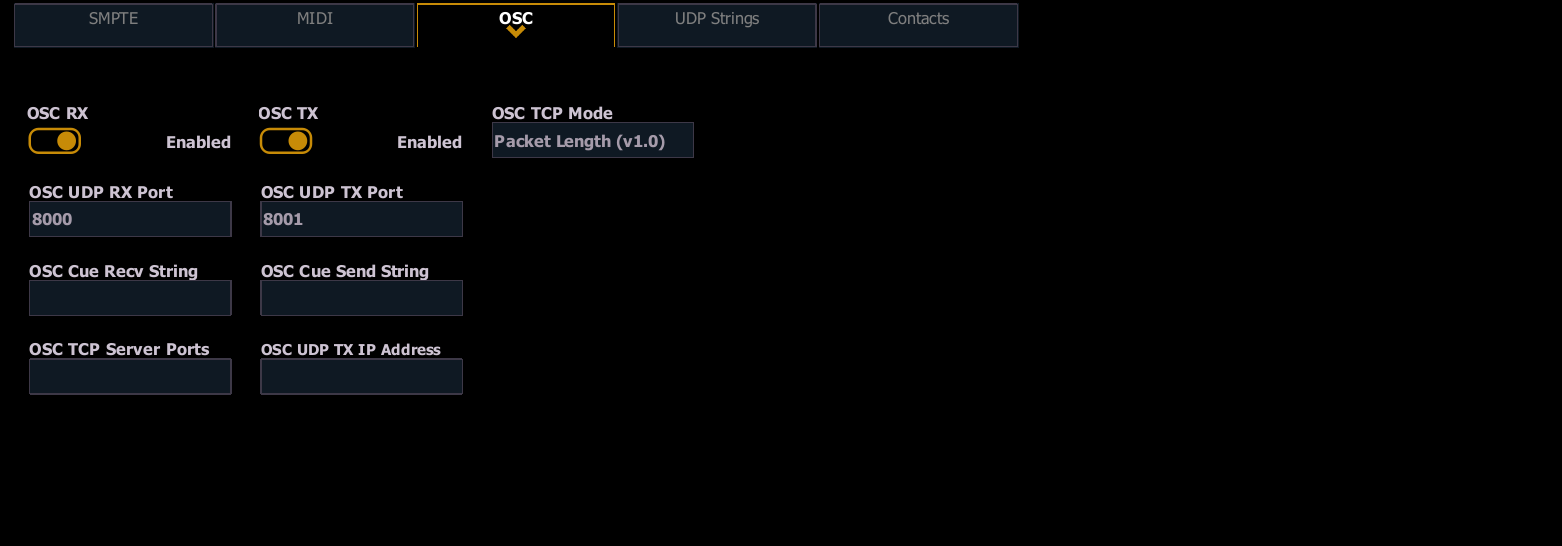 SMPTE MIDI OSC UDP Strings Contacts
OSC RX OSC TX OSC TCP Mode
Enabled Enabled Packet Length (v1.0)
OSC UDP RX Port OSC UDP TX Port
8000 8001
OSC Cue Recv String OSC Cue Send String
OSC TCP Server Ports OSC UDP TX IP Address